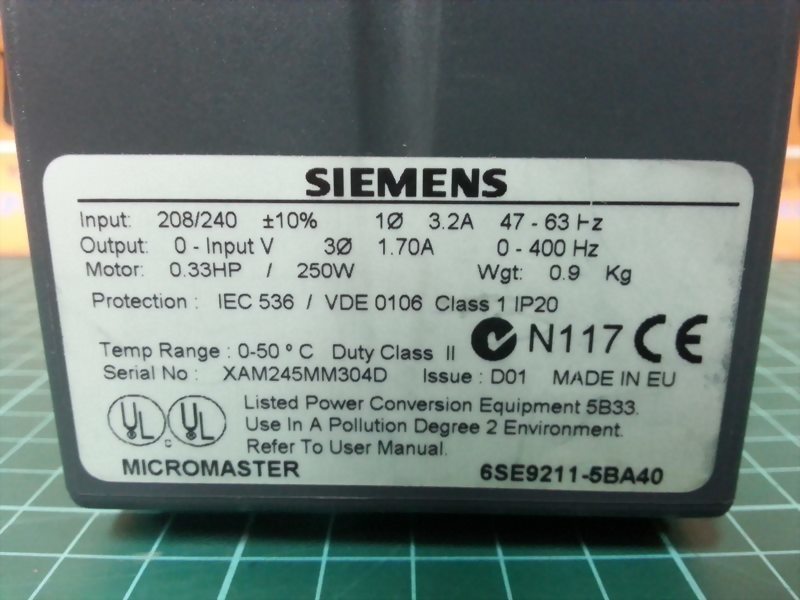 SIEMENS
Input: 208/240 ±10% 1Ø 3.2A 47 - 63 Hz
Output: 0 - Input V 3Ø 1.70A 0 - 400 Hz
Motor: 0.33HP / 250W Wgt: 0.9 Kg
Protection : IEC 536 / VDE 0106 Class 1 IP20
N117 CE
Temp Range : 0-50 ° C Duty Class II
Serial No : XAM245MM304D Issue : D01 MADE IN EU
UL C UL
Listed Power Conversion Equipment 5B33.
Use In A Pollution Degree 2 Environment.
Refer To User Manual.
MICROMASTER 6SE9211-5BA40